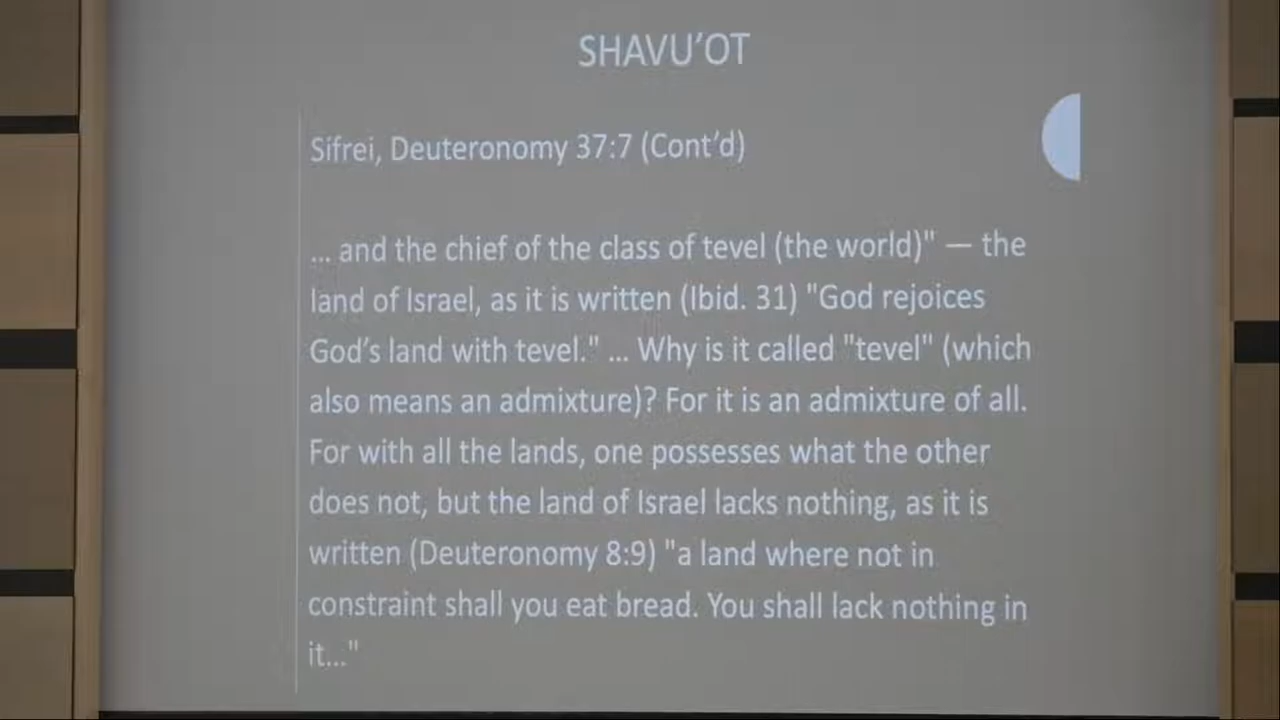 SHAVU'OT
Sifrei, Deuteronomy 37:7 (Cont'd)
... and the chief of the class of tevel (the world)" — the
land of Israel, as it is written (Ibid. 31) "God rejoices
God's land with tevel." ... Why is it called "tevel" (which
also means an admixture)? For it is an admixture of all.
For with all the lands, one possesses what the other
does not, but the land of Israel lacks nothing, as it is
written (Deuteronomy 8:9) "a land where not in
constraint shall you eat bread. You shall lack nothing in
it..."